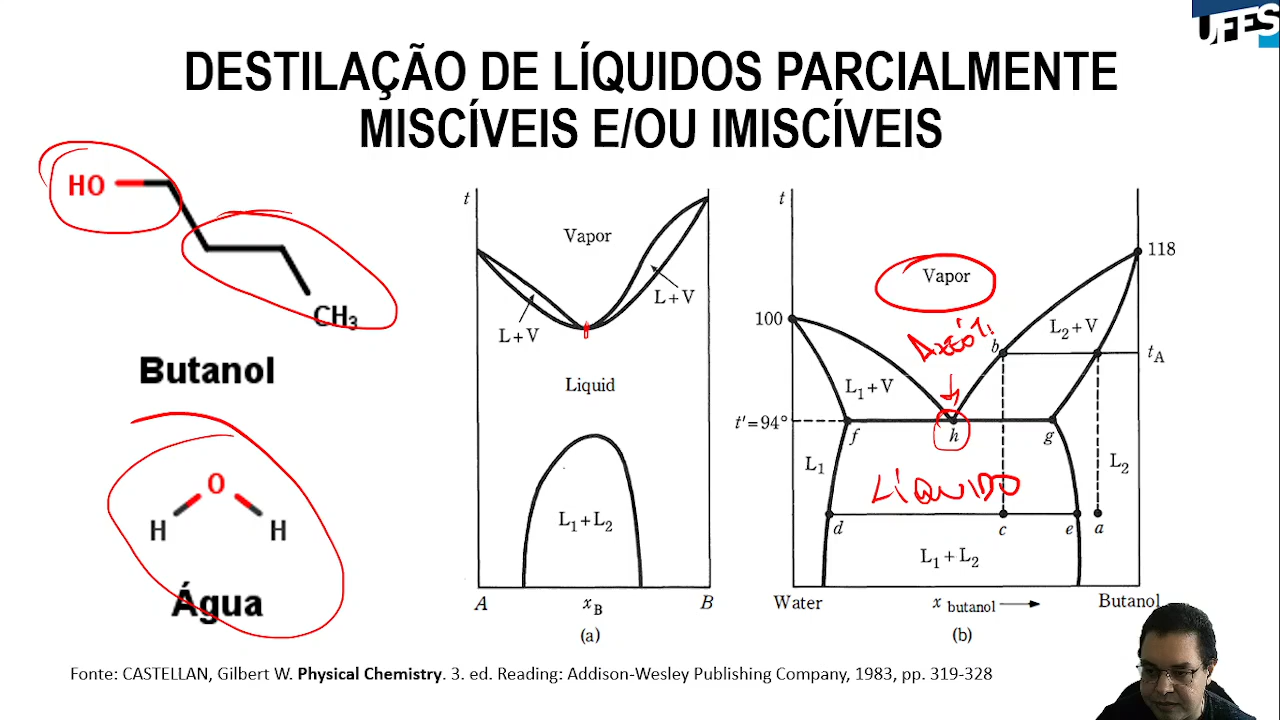 UFES
DESTILAÇÃO DE LÍQUIDOS PARCIALMENTE
MISCÍVEIS E/OU IMISCÍVEIS
HO
CH3
Butanol
O
H H
Água
t
Vapor
L+V
L+V
Liquid
L1+L2
A xB B
(a)
t
Vapor
118
100
b
L2+V
tA
L1+V
t'=94°
f h g
L1
L2
LÍQUIDO
d c e a
L1+L2
Water x butanol Butanol
(b)
Fonte: CASTELLAN, Gilbert W. Physical Chemistry. 3. ed. Reading: Addison-Wesley Publishing Company, 1983, pp. 319-328